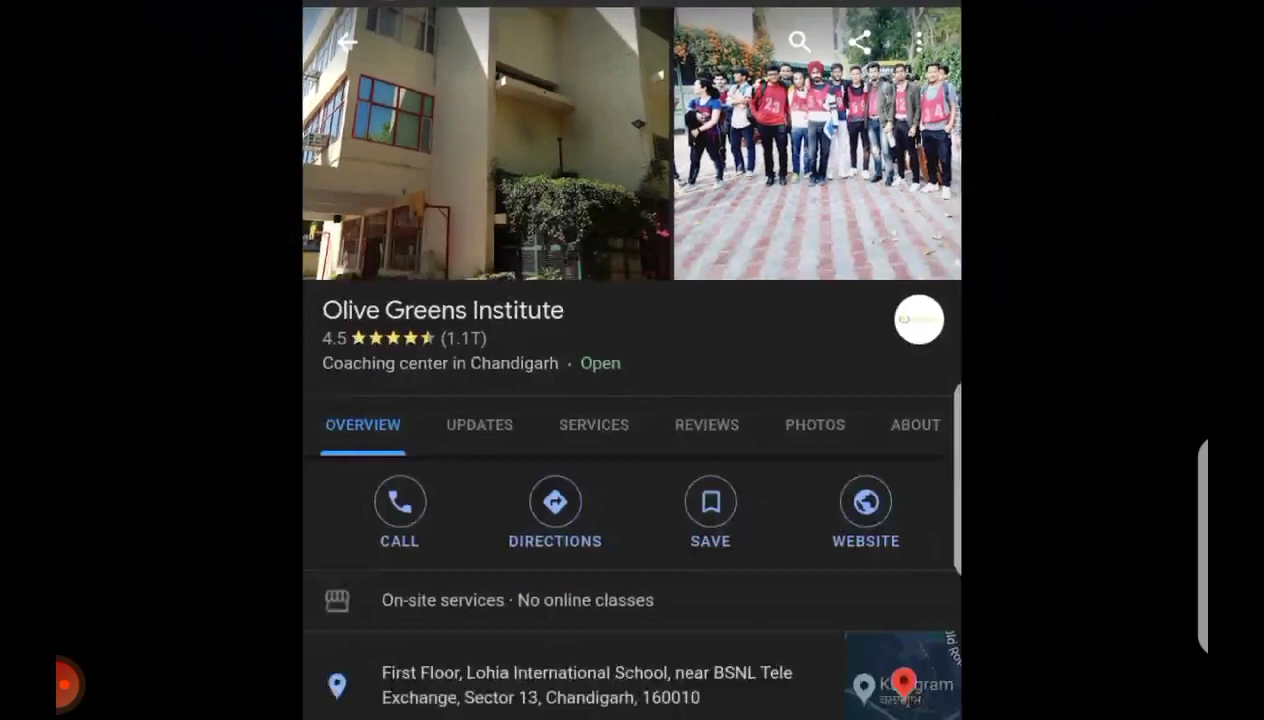 Olive Greens Institute
4.5 (1.1T)
Coaching center in Chandigarh · Open
OVERVIEW UPDATES SERVICES REVIEWS PHOTOS ABOUT
CALL DIRECTIONS SAVE WEBSITE
On-site services · No online classes
First Floor, Lohia International School, near BSNL Tele
Exchange, Sector 13, Chandigarh, 160010